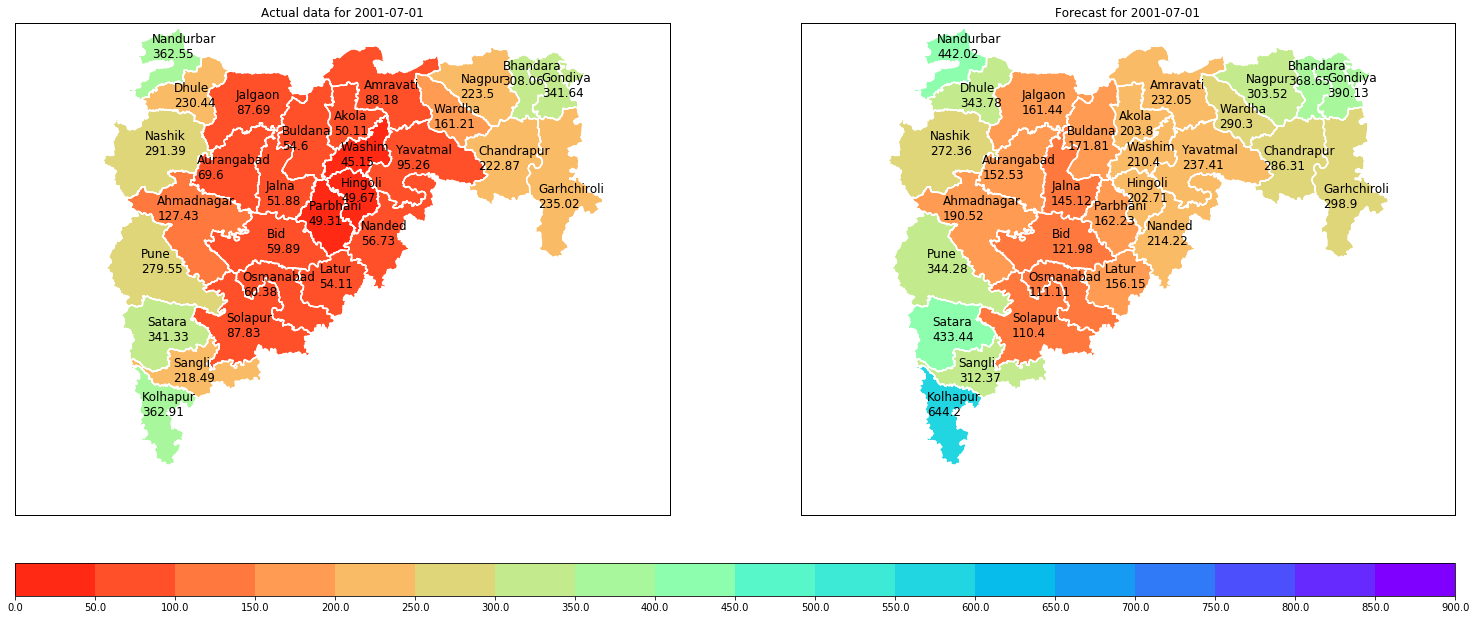 Actual data for 2001-07-01
Nandurbar
362.55
Dhule
230.44
Jalgaon
87.69
Amravati
88.18
Nagpur
223.5
Bhandara
308.06
Gondiya
341.64
Nashik
291.39
Buldana
54.6
Akola
50.11
Wardha
161.21
Aurangabad
69.6
Washim
45.15
Yavatmal
95.26
Chandrapur
222.87
Ahmadnagar
127.43
Jalna
51.88
Hingoli
49.67
Parbhani
49.31
Garhchiroli
235.02
Pune
279.55
Bid
59.89
Nanded
56.73
Osmanabad
60.38
Latur
54.11
Satara
341.33
Solapur
87.83
Sangli
218.49
Kolhapur
362.91
Forecast for 2001-07-01
Nandurbar
442.02
Dhule
343.78
Jalgaon
161.44
Amravati
232.05
Nagpur
303.52
Bhandara
368.65
Gondiya
390.13
Nashik
272.36
Buldana
171.81
Akola
203.8
Wardha
290.3
Aurangabad
152.53
Washim
210.4
Yavatmal
237.41
Chandrapur
286.31
Ahmadnagar
190.52
Jalna
145.12
Hingoli
202.71
Parbhani
162.23
Garhchiroli
298.9
Pune
344.28
Bid
121.98
Nanded
214.22
Osmanabad
111.11
Latur
156.15
Satara
433.44
Solapur
110.4
Sangli
312.37
Kolhapur
644.2
0.0 50.0 100.0 150.0 200.0 250.0 300.0 350.0 400.0 450.0 500.0 550.0 600.0 650.0 700.0 750.0 800.0 850.0 900.0